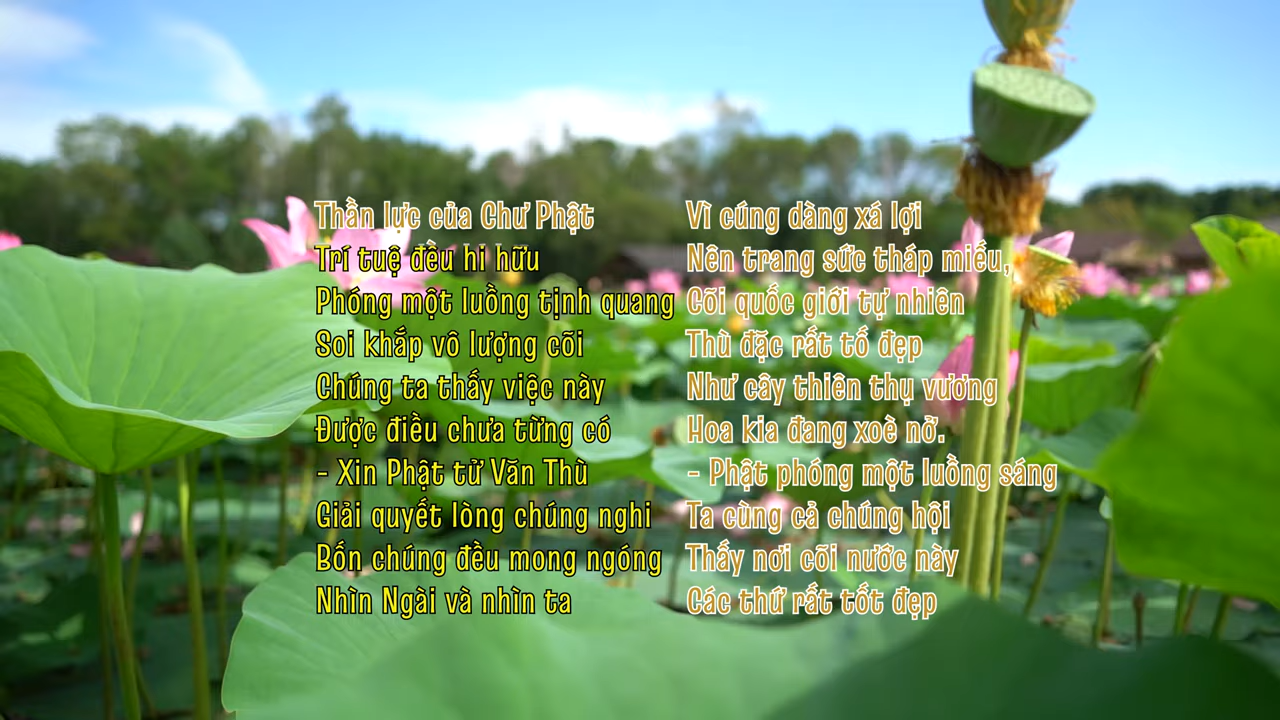 Thần lực của Chư Phật
Trí tuệ đều hi hữu
Phóng một luồng tịnh quang
Soi khắp vô lượng cõi
Chúng ta thấy việc này
Được điều chưa từng có
- Xin Phật tử Văn Thù
Giải quyết lòng chúng nghi
Bốn chúng đều mong ngóng
Nhìn Ngài và nhìn ta
Vì cúng dàng xá lợi
Nên trang sức tháp miếu,
Cõi quốc giới tự nhiên
Thù đặc rất tố đẹp
Như cây thiên thụ vương
Hoa kia đang xoè nở.
- Phật phóng một luồng sáng
Ta cùng cả chúng hội
Thấy nơi cõi nước này
Các thứ rất tốt đẹp